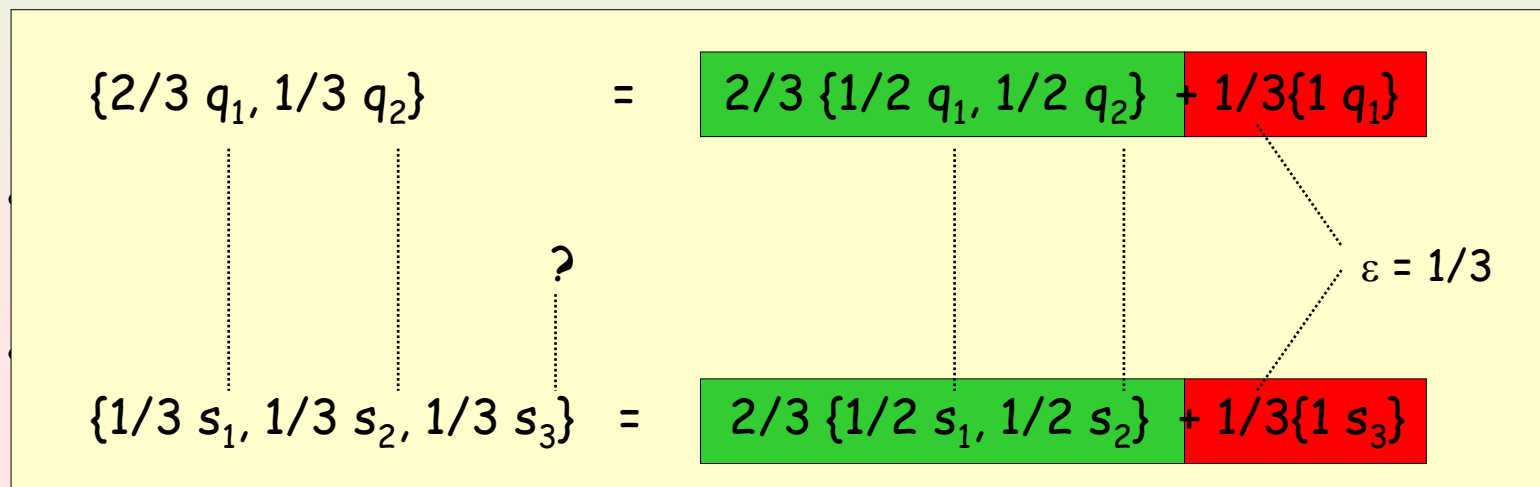 {2/3 q₁, 1/3 q₂} = 2/3 {1/2 q₁, 1/2 q₂} + 1/3{1 q₁}
?
ε = 1/3
{1/3 s₁, 1/3 s₂, 1/3 s₃} = 2/3 {1/2 s₁, 1/2 s₂} + 1/3{1 s₃}